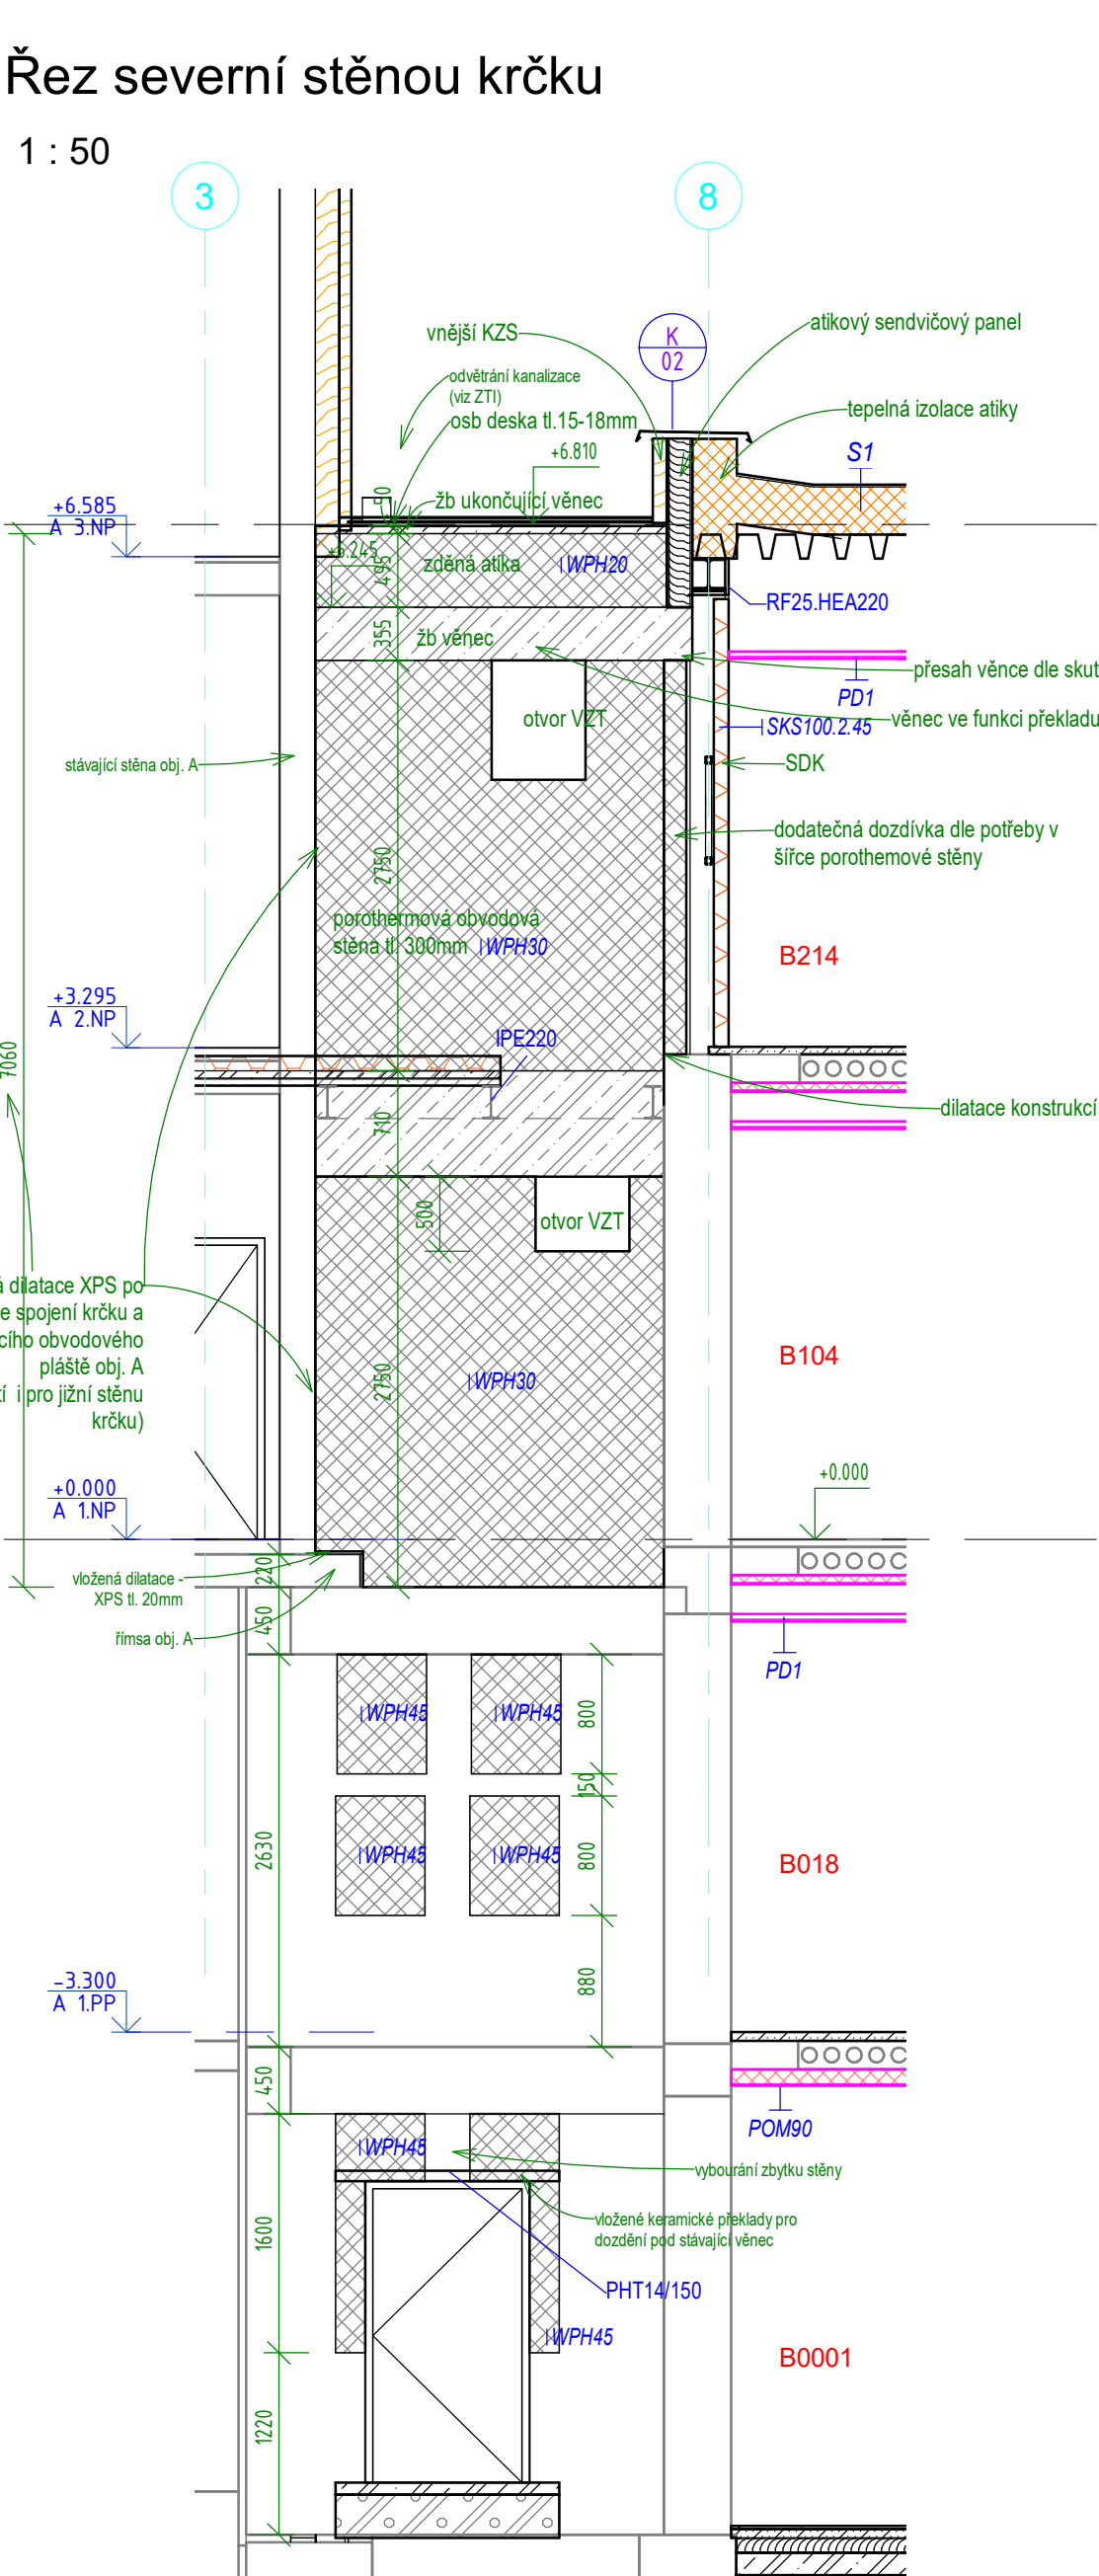 Řez severní stěnou krčku
1 : 50
3
8
vnější KZS
K
02
atikový sendvičový panel
odvětrání kanalizace
(viz ZTI)
osb deska tl.15-18mm
tepelná izolace atiky
+6.810
S1
+6.585
A 3.NP
50
žb ukončující věnec
+6.245
495
zděná atika
WPH20
RF25.HEA220
355
žb věnec
přesah věnce dle skut
PD1
otvor VZT
věnec ve funkci překladu
SKS100.2.45
stávající stěna obj. A
SDK
dodatečná dozdívka dle potřeby v
šířce porothemové stěny
2750
porothermová obvodová
stěna tl. 300mm
WPH30
B214
+3.295
A 2.NP
7060
IPE220
710
dilatace konstrukcí
500
otvor VZT
á dilatace XPS po
e spojení krčku a
cího obvodového
pláště obj. A
tí i pro jižní stěnu
krčku)
B104
2750
WPH30
+0.000
+0.000
A 1.NP
220
vložená dilatace -
XPS tl. 20mm
450
římsa obj. A
PD1
WPH45
WPH45
800
150
2630
WPH45
WPH45
800
B018
880
-3.300
A 1.PP
450
POM90
WPH45
vybourání zbytku stěny
1600
vložené keramické překlady pro
dozdění pod stávající věnec
PHT14/150
WPH45
B0001
1220